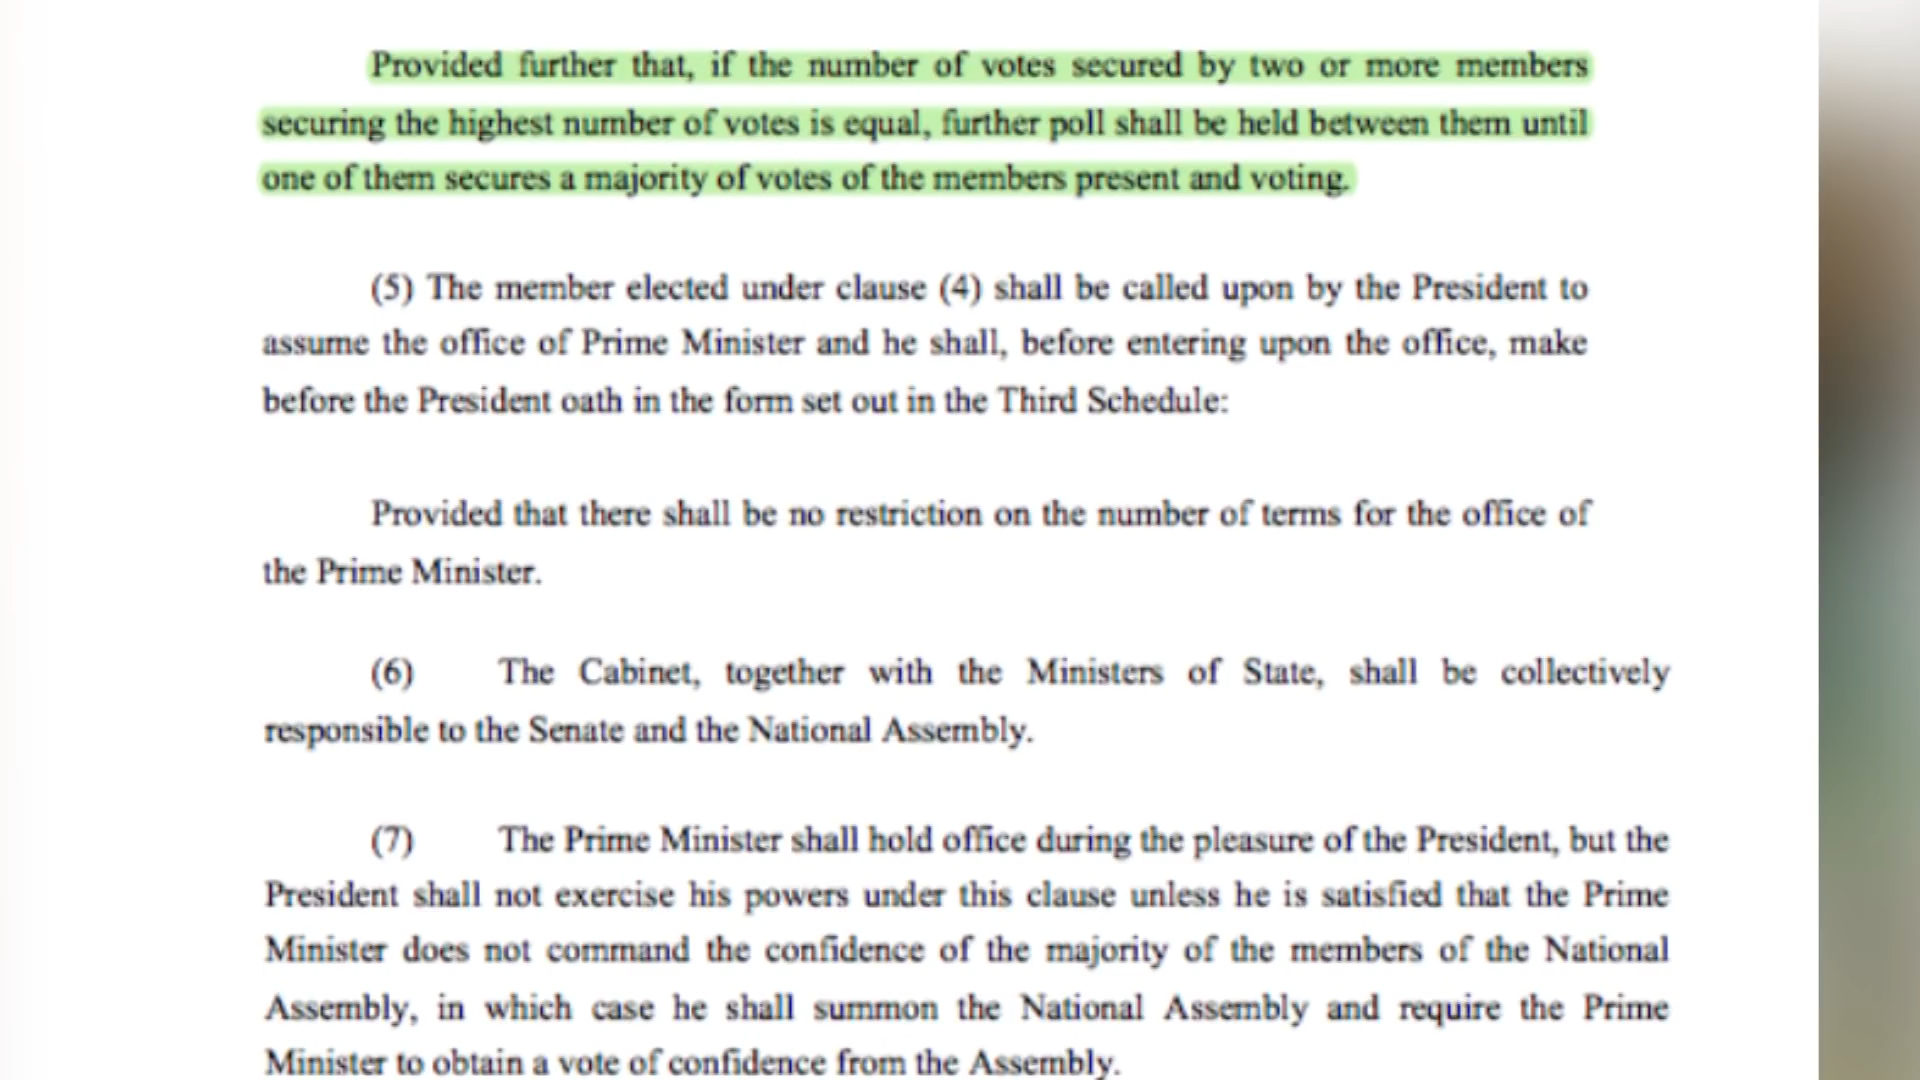 Provided further that, if the number of votes secured by two or more members
securing the highest number of votes is equal, further poll shall be held between them until
one of them secures a majority of votes of the members present and voting.
(5) The member elected under clause (4) shall be called upon by the President to
assume the office of Prime Minister and he shall, before entering upon the office, make
before the President oath in the form set out in the Third Schedule:
Provided that there shall be no restriction on the number of terms for the office of
the Prime Minister.
(6) The Cabinet, together with the Ministers of State, shall be collectively
responsible to the Senate and the National Assembly.
(7) The Prime Minister shall hold office during the pleasure of the President, but the
President shall not exercise his powers under this clause unless he is satisfied that the Prime
Minister does not command the confidence of the majority of the members of the National
Assembly, in which case he shall summon the National Assembly and require the Prime
Minister to obtain a vote of confidence from the Assembly.